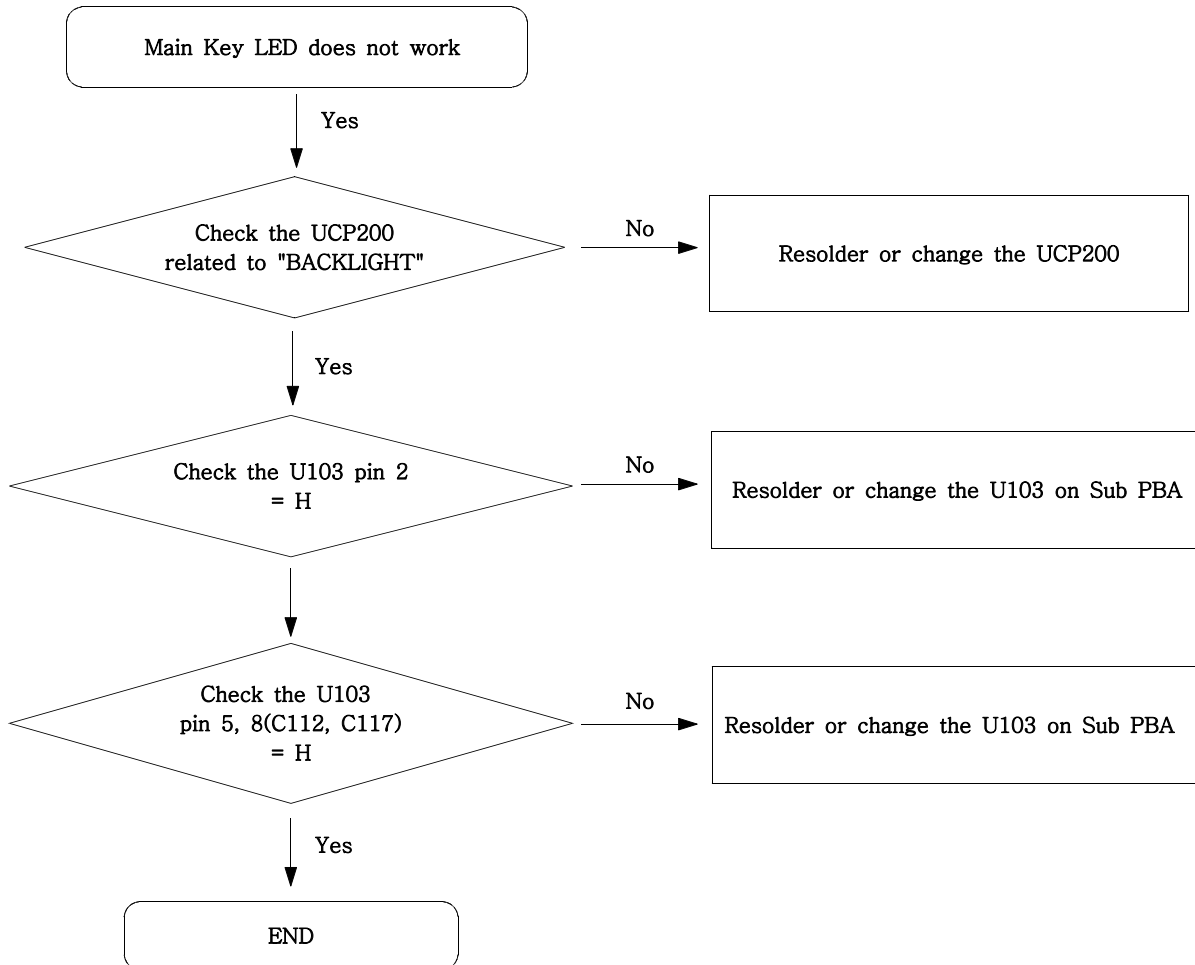 Main Key LED does not work
Yes
Check the UCP200
related to "BACKLIGHT"
No
Resolder or change the UCP200
Yes
Check the U103 pin 2
= H
No
Resolder or change the U103 on Sub PBA
Check the U103
pin 5, 8(C112, C117)
= H
No
Resolder or change the U103 on Sub PBA
Yes
END